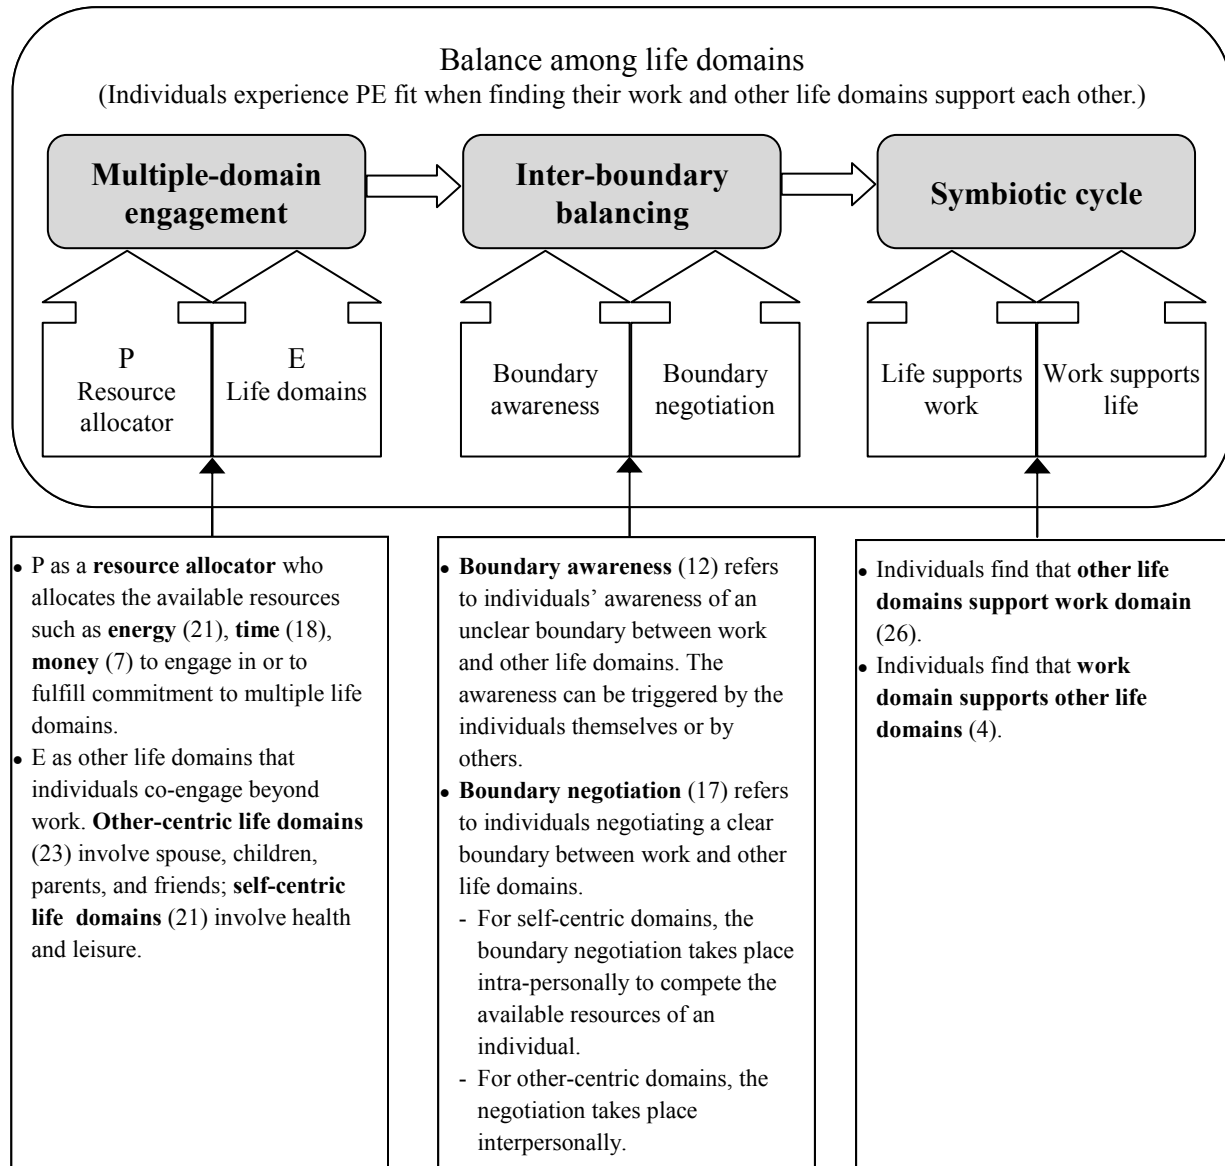 Balance among life domains
(Individuals experience PE fit when finding their work and other life domains support each other.)
Multiple-domain
engagement
Inter-boundary
balancing
Symbiotic cycle
P
Resource
allocator
E
Life domains
Boundary
awareness
Boundary
negotiation
Life supports
work
Work supports
life
• P as a resource allocator who
allocates the available resources
such as energy (21), time (18),
money (7) to engage in or to
fulfill commitment to multiple life
domains.
• E as other life domains that
individuals co-engage beyond
work. Other-centric life domains
(23) involve spouse, children,
parents, and friends; self-centric
life domains (21) involve health
and leisure.
• Boundary awareness (12) refers
to individuals’ awareness of an
unclear boundary between work
and other life domains. The
awareness can be triggered by the
individuals themselves or by
others.
• Boundary negotiation (17) refers
to individuals negotiating a clear
boundary between work and other
life domains.
- For self-centric domains, the
boundary negotiation takes place
intra-personally to compete the
available resources of an
individual.
- For other-centric domains, the
negotiation takes place
interpersonally.
• Individuals find that other life
domains support work domain
(26).
• Individuals find that work
domain supports other life
domains (4).